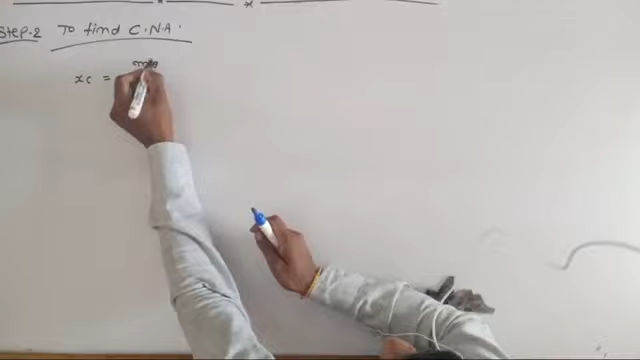 Step-2 To find C.N.A.
xc = m